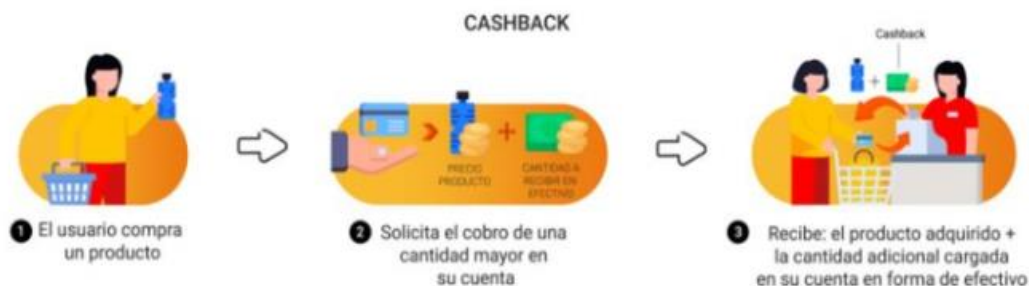 CASHBACK
Cashback
PRECIO
PRODUCTO
CANTIDAD A
RECIBIR EN
EFECTIVO
1 El usuario compra
un producto
2 Solicita el cobro de una
cantidad mayor en
su cuenta
3 Recibe: el producto adquirido +
la cantidad adicional cargada
en su cuenta en forma de efectivo